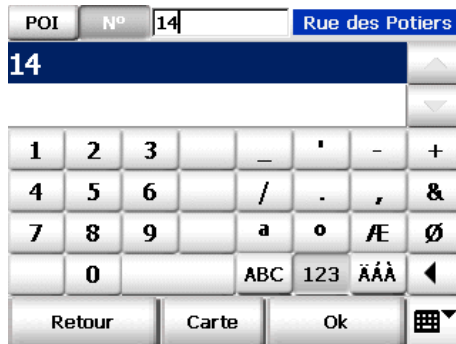 POI Nº 14 Rue des Potiers
14
1 2 3 _ ' - +
4 5 6 / . , &
7 8 9 ª º Æ Ø
0 ABC 123 ÄÁÀ
Retour Carte Ok